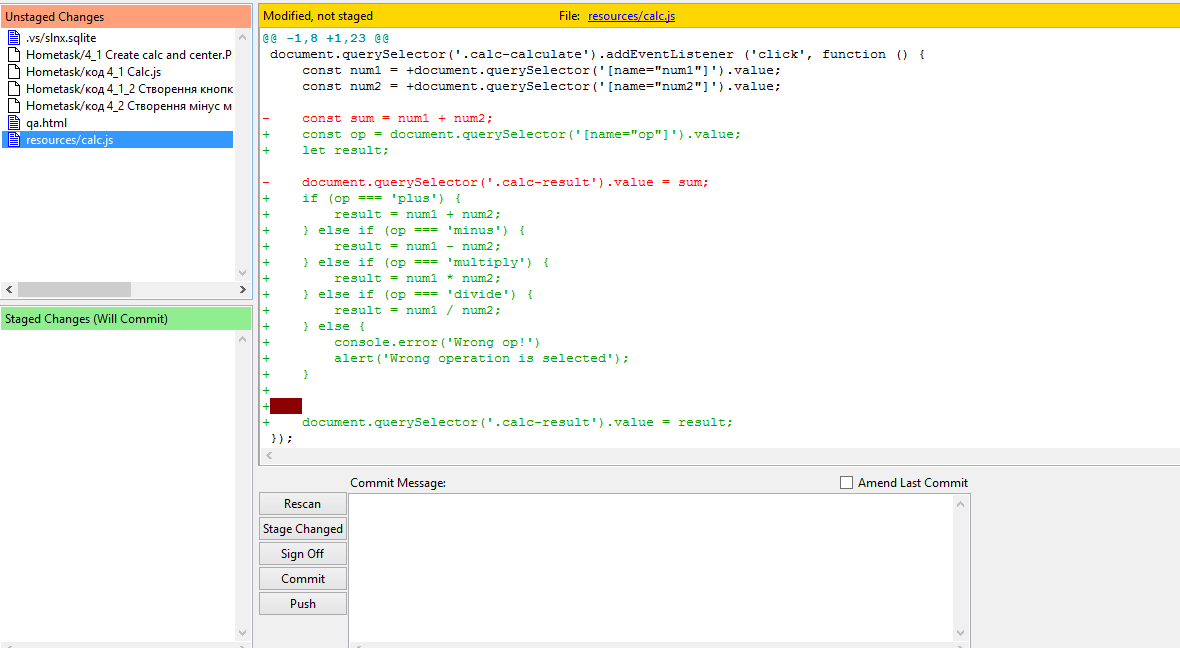 Unstaged Changes
.vs/slnx.sqlite
Hometask/4_1 Create calc and center.P
Hometask/код 4_1 Calc.js
Hometask/код 4_1_2 Створення кнопк
Hometask/код 4_2 Створення мінус м
qa.html
resources/calc.js
Staged Changes (Will Commit)
Modified, not staged File: resources/calc.js
@@ -1,8 +1,23 @@
document.querySelector('.calc-calculate').addEventListener ('click', function () {
const num1 = +document.querySelector('[name="num1"]').value;
const num2 = +document.querySelector('[name="num2"]').value;
- const sum = num1 + num2;
+ const op = document.querySelector('[name="op"]').value;
+ let result;
- document.querySelector('.calc-result').value = sum;
+ if (op === 'plus') {
+ result = num1 + num2;
+ } else if (op === 'minus') {
+ result = num1 - num2;
+ } else if (op === 'multiply') {
+ result = num1 * num2;
+ } else if (op === 'divide') {
+ result = num1 / num2;
+ } else {
+ console.error('Wrong op!')
+ alert('Wrong operation is selected');
+ }
+
+
+ document.querySelector('.calc-result').value = result;
});
Commit Message:
Amend Last Commit
Rescan
Stage Changed
Sign Off
Commit
Push